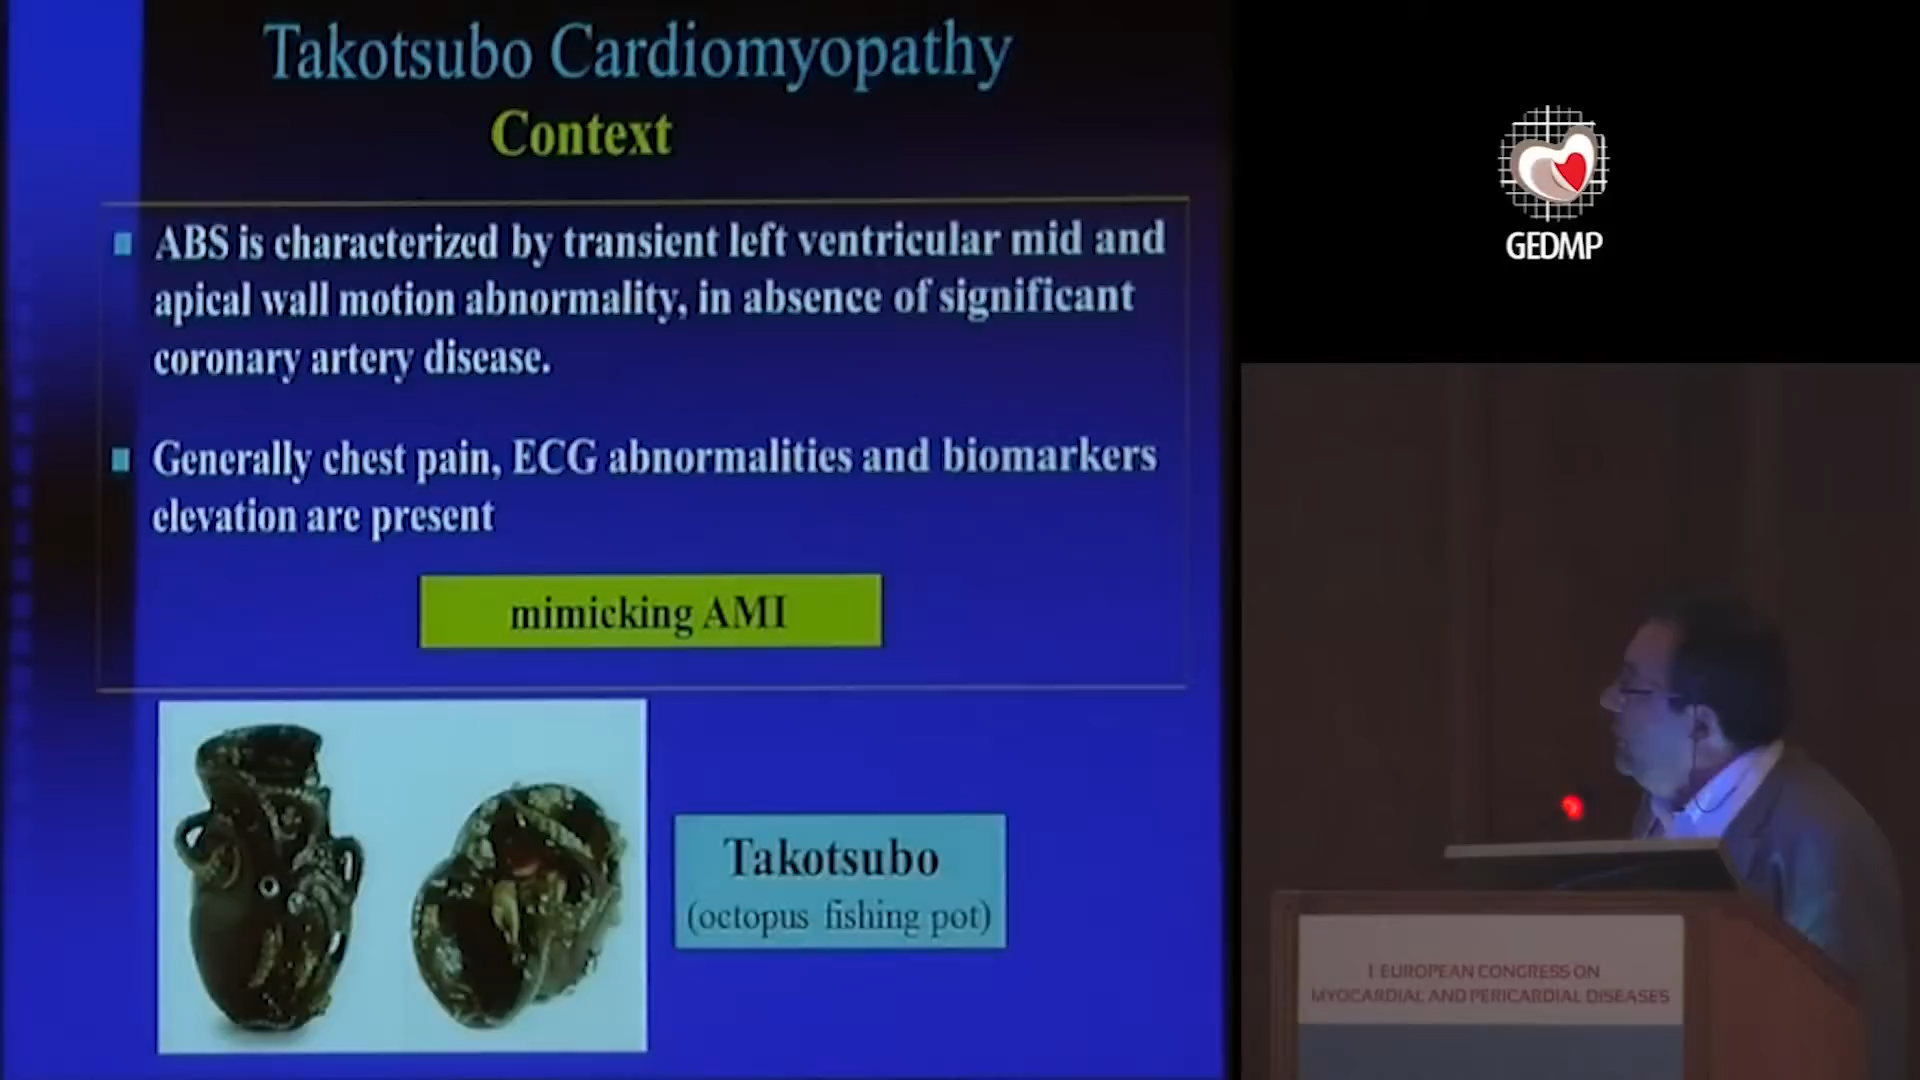 Takotsubo Cardiomyopathy
Context
ABS is characterized by transient left ventricular mid and
apical wall motion abnormality, in absence of significant
coronary artery disease.
Generally chest pain, ECG abnormalities and biomarkers
elevation are present
mimicking AMI
Takotsubo
(octopus fishing pot)
GEDMP
I EUROPEAN CONGRESS ON
MYOCARDIAL AND PERICARDIAL DISEASES